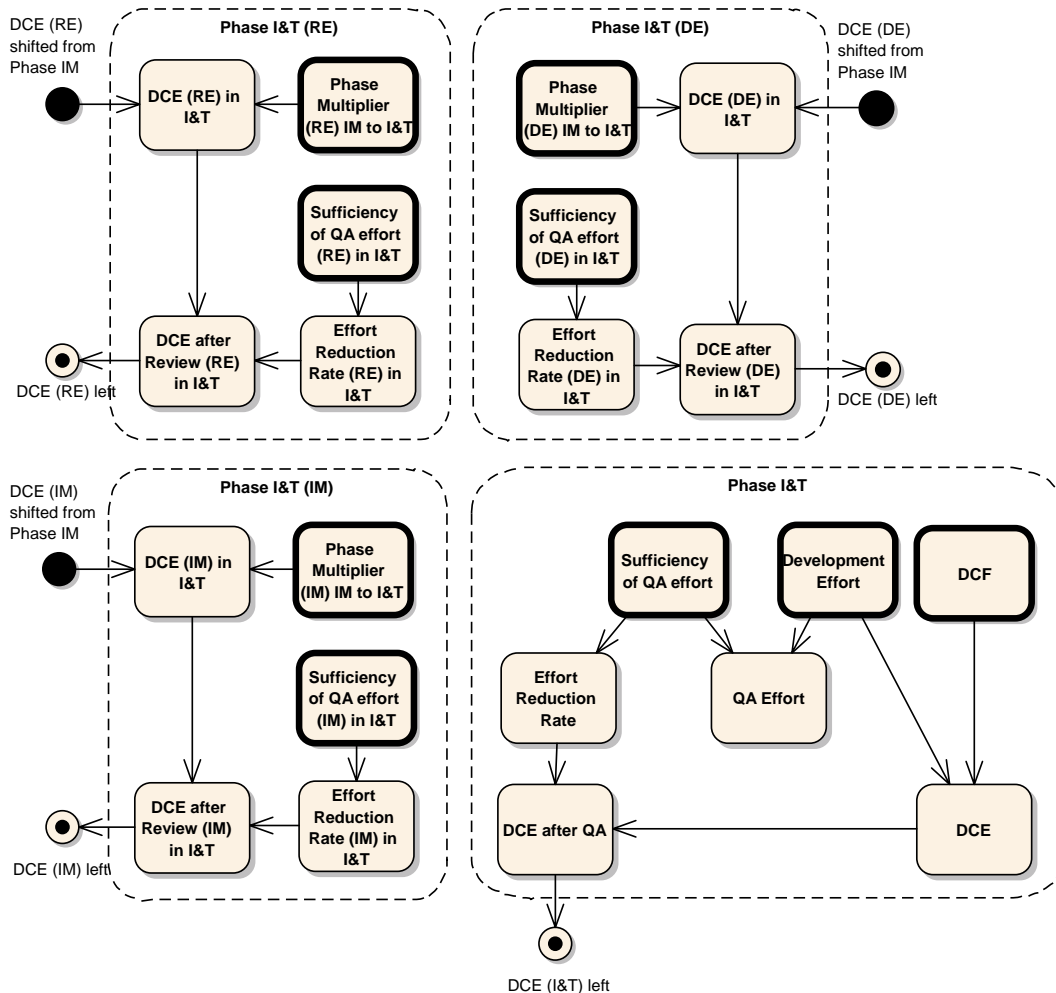 DCE (RE)
shifted from
Phase IM
Phase I&T (RE)
DCE (RE) in
I&T
Phase
Multiplier
(RE) IM to I&T
Sufficiency
of QA effort
(RE) in I&T
DCE after
Review (RE)
in I&T
Effort
Reduction
Rate (RE) in
I&T
DCE (RE) left
Phase I&T (DE)
DCE (DE)
shifted from
Phase IM
Phase
Multiplier
(DE) IM to I&T
DCE (DE) in
I&T
Sufficiency
of QA effort
(DE) in I&T
Effort
Reduction
Rate (DE) in
I&T
DCE after
Review (DE)
in I&T
DCE (DE) left
DCE (IM)
shifted from
Phase IM
Phase I&T (IM)
DCE (IM) in
I&T
Phase
Multiplier
(IM) IM to I&T
Sufficiency
of QA effort
(IM) in I&T
DCE after
Review (IM)
in I&T
Effort
Reduction
Rate (IM) in
I&T
DCE (IM) left
Phase I&T
Sufficiency
of QA effort
Development
Effort
DCF
Effort
Reduction
Rate
QA Effort
DCE after QA
DCE
DCE (I&T) left